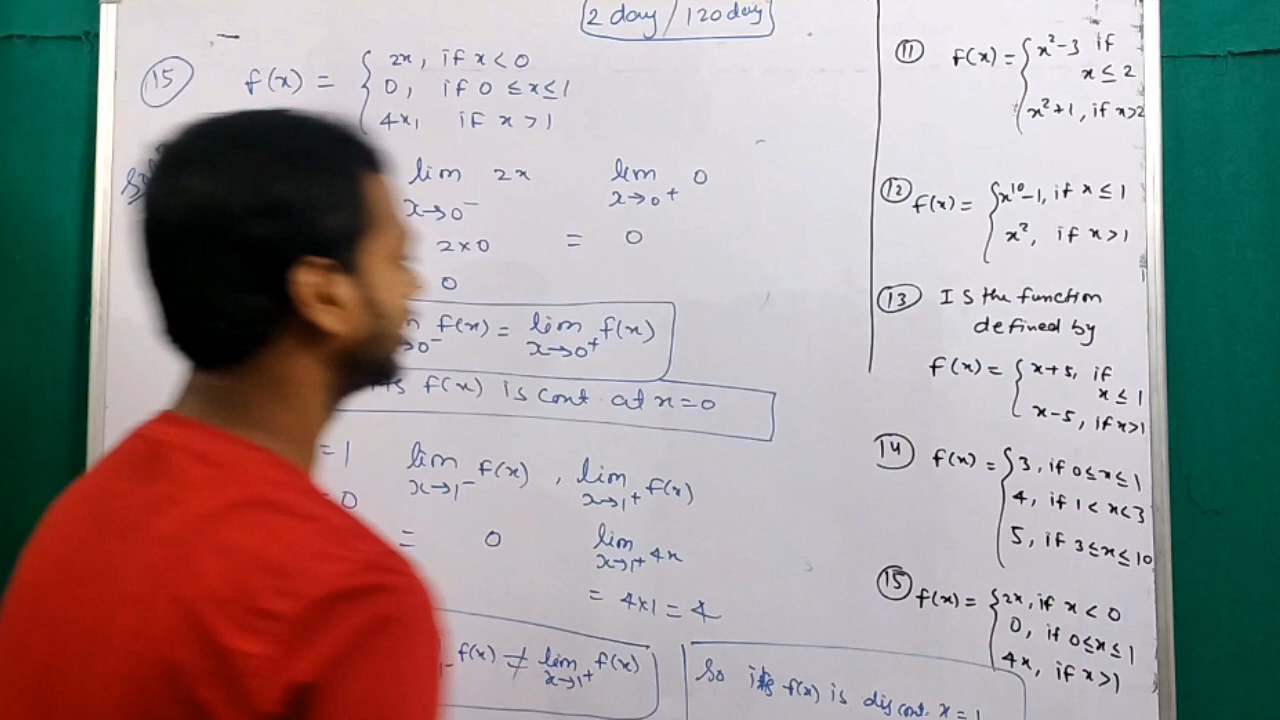 2 day / 120 day
15 f(x) = { 2x, if x < 0
0, if 0 ≤ x ≤ 1
4x, if x > 1
lim x→0⁻ 2x lim x→0⁺ 0
2×0 = 0
0
f(x) = lim x→0⁺ f(x)
f(x) is cont at x=0
=1 lim x→1⁻ f(x), lim x→1⁺ f(x)
=0
= 0 lim x→1⁺ 4x
= 4×1 = 4
f(x) ≠ lim x→1⁺ f(x)
So f(x) is discont. x = 1
11 f(x) = { x²-3 if
x ≤ 2
x²+1, if x>2
12 f(x) = { x¹⁰-1, if x ≤ 1
x², if x > 1
13 IS the function
defined by
f(x) = { x+5, if
x ≤ 1
x-5, if x>1
14 f(x) = { 3, if 0≤x≤1
4, if 1<x<3
5, if 3≤x≤10
15 f(x) = { 2x, if x < 0
0, if 0≤x≤1
4x, if x>1